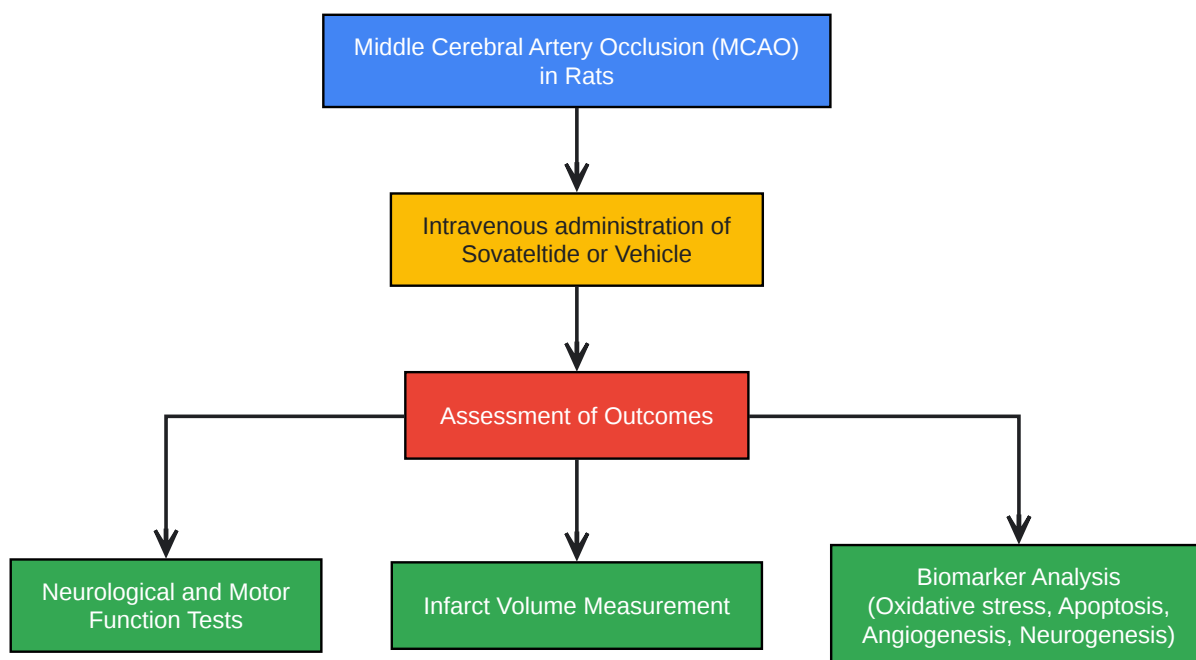 Middle Cerebral Artery Occlusion (MCAO)
in Rats
Intravenous administration of
Sovateltide or Vehicle
Assessment of Outcomes
Neurological and Motor
Function Tests
Infarct Volume Measurement
Biomarker Analysis
(Oxidative stress, Apoptosis,
Angiogenesis, Neurogenesis)